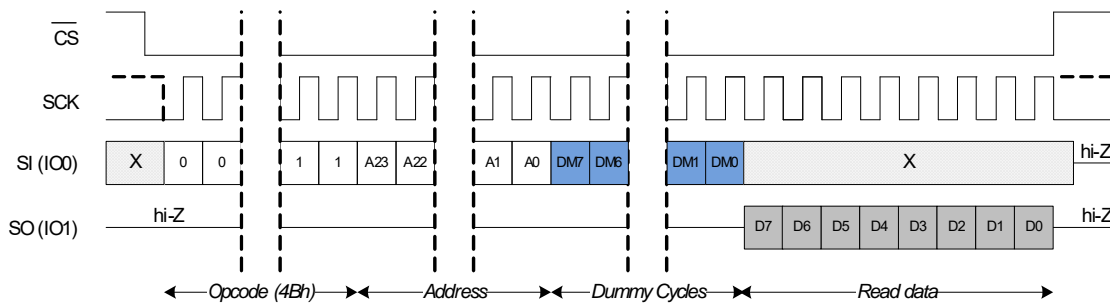 CS
SCK
SI (IO0) X 0 0 1 1 A23 A22 A1 A0 DM7 DM6 DM1 DM0 X hi-Z
SO (IO1) hi-Z D7 D6 D5 D4 D3 D2 D1 D0 hi-Z
Opcode (4Bh) Address Dummy Cycles Read data